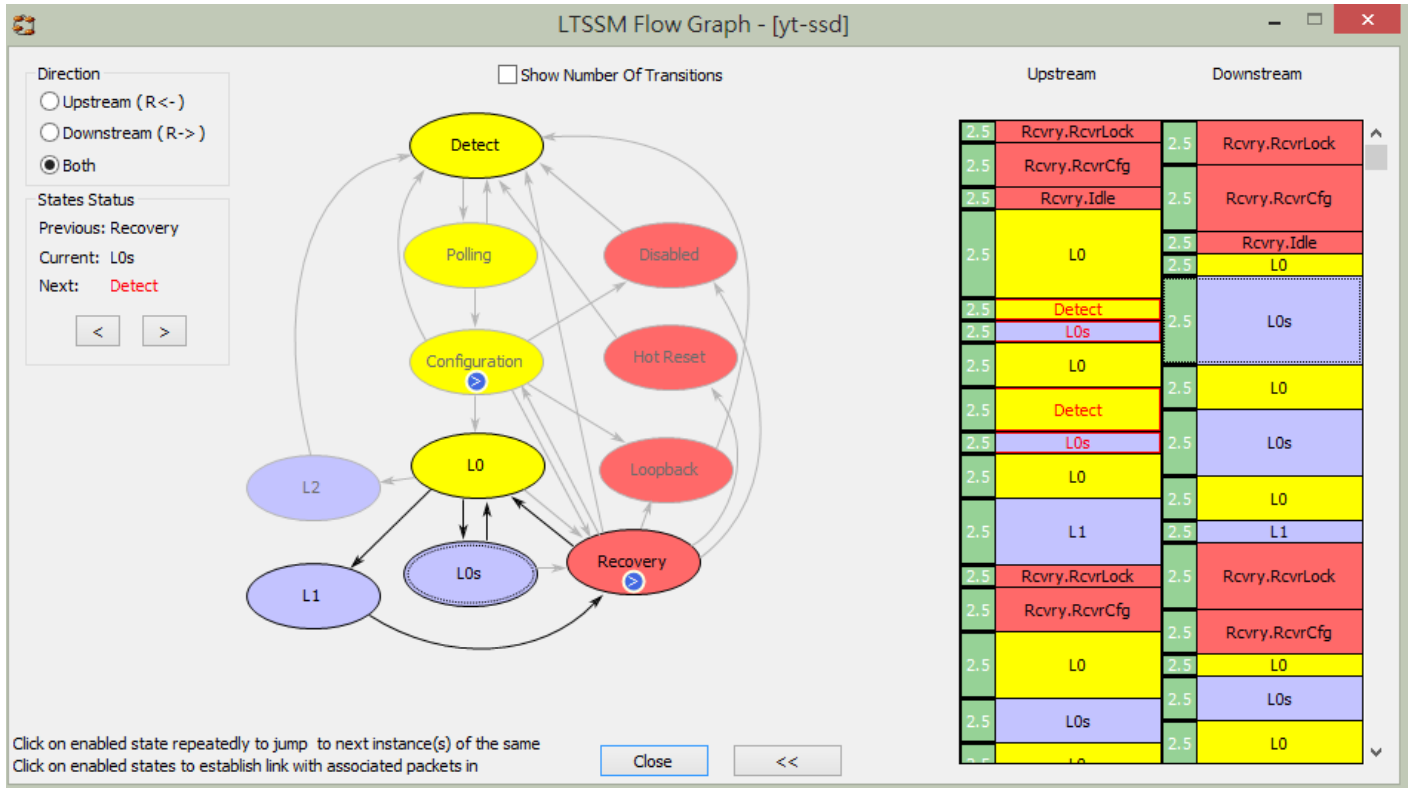 LTSSM Flow Graph - [yt-ssd]
Direction
Upstream ( R<- )
Downstream ( R-> )
Both
States Status
Previous: Recovery
Current: L0s
Next: Detect
<
>
Show Number Of Transitions
Detect
Polling
Disabled
Configuration
Hot Reset
L0
Loopback
L2
L0s
Recovery
L1
Click on enabled state repeatedly to jump to next instance(s) of the same
Click on enabled states to establish link with associated packets in
Close
<<
Upstream
2.5 Rcvry.RcvrLock
2.5 Rcvry.RcvrCfg
2.5 Rcvry.Idle
2.5 L0
2.5 Detect
2.5 L0s
2.5 L0
2.5 Detect
2.5 L0s
2.5 L0
2.5 L1
2.5 Rcvry.RcvrLock
2.5 Rcvry.RcvrCfg
2.5 L0
2.5 L0s
2.5 L0
Downstream
2.5 Rcvry.RcvrLock
2.5 Rcvry.RcvrCfg
2.5 Rcvry.Idle
2.5 L0
2.5 L0s
2.5 L0
2.5 L0s
2.5 L0
2.5 L1
2.5 Rcvry.RcvrLock
2.5 Rcvry.RcvrCfg
2.5 L0
2.5 L0s
2.5 L0